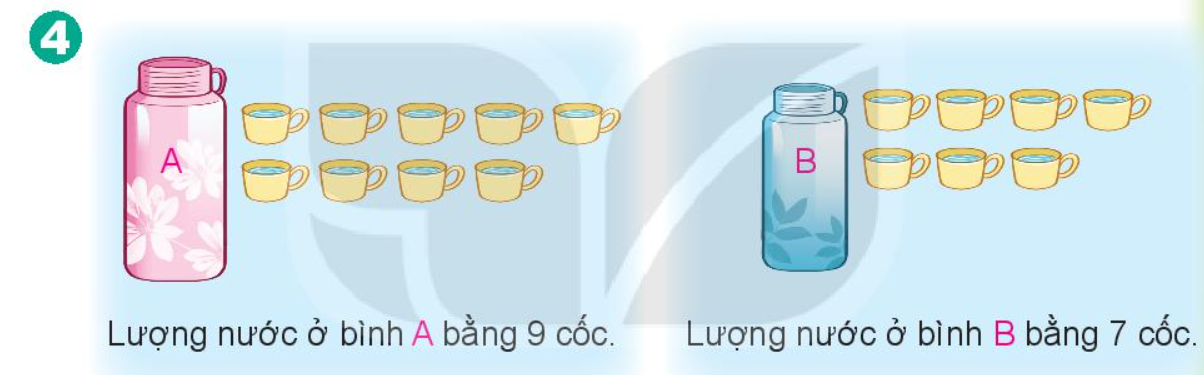 4
A
B
Lượng nước ở bình A bằng 9 cốc.
Lượng nước ở bình B bằng 7 cốc.